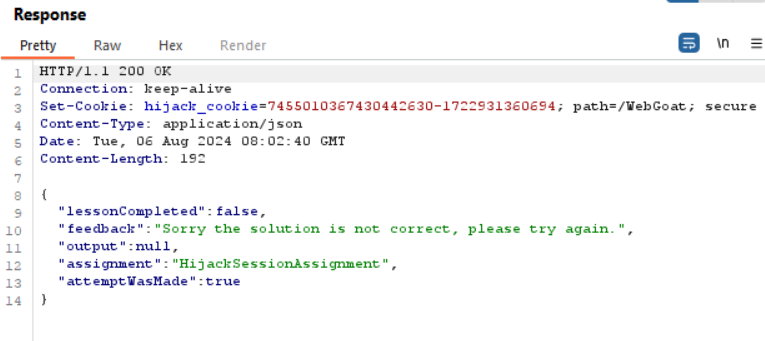 Response
Pretty Raw Hex Render \n
1 HTTP/1.1 200 OK
2 Connection: keep-alive
3 Set-Cookie: hijack_cookie=7455010367430442630-1722931360694; path=/WebGoat; secure
4 Content-Type: application/json
5 Date: Tue, 06 Aug 2024 08:02:40 GMT
6 Content-Length: 192
7
8 {
9 "lessonCompleted":false,
10 "feedback":"Sorry the solution is not correct, please try again.",
11 "output":null,
12 "assignment":"HijackSessionAssignment",
13 "attemptWasMade":true
14 }